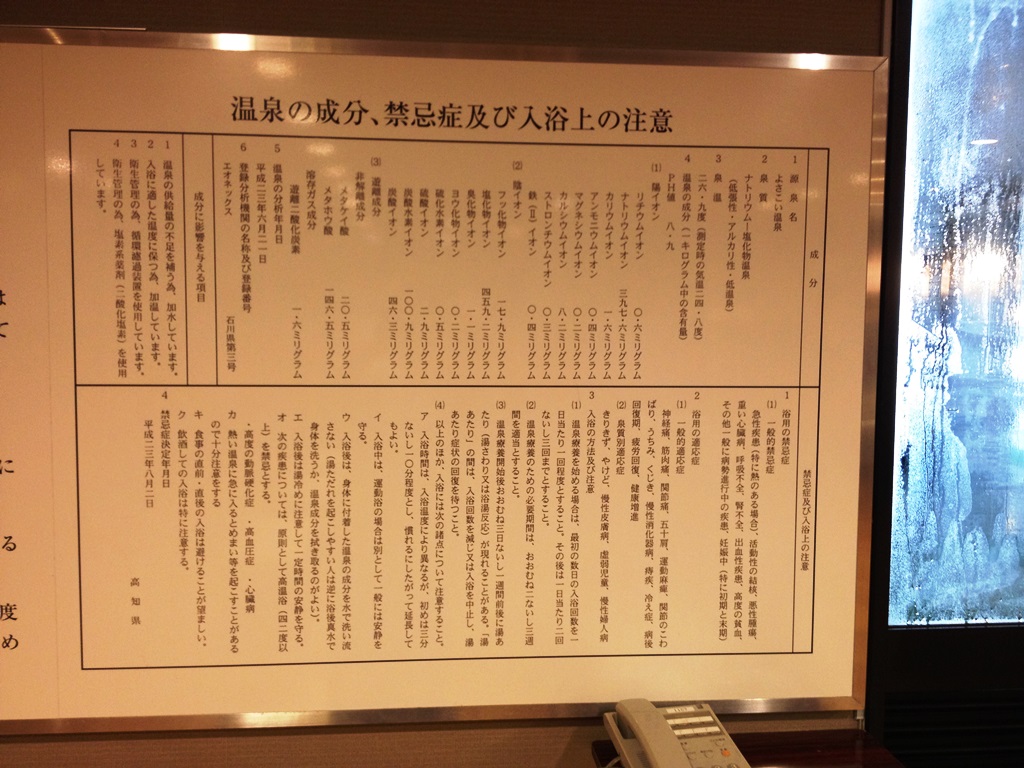 温泉の成分、禁忌症及び入浴上の注意
成分
1 源泉名
よさこい温泉
2 泉質
ナトリウム―塩化物温泉
(低張性・アルカリ性・低温泉)
3 泉温
二六・九度(測定時の気温二四・八度)
4 温泉の成分(一キログラム中の含有量)
PH値 八・九
(1) 陽イオン
リチウムイオン 〇・六ミリグラム
ナトリウムイオン 三九七・六ミリグラム
カリウムイオン 一・六ミリグラム
アンモニウムイオン 〇・四ミリグラム
マグネシウムイオン 〇・二ミリグラム
カルシウムイオン 八・二ミリグラム
ストロンチウムイオン 〇・三ミリグラム
鉄(Ⅱ)イオン 〇・四ミリグラム
(2) 陰イオン
フッ化物イオン 一七・九ミリグラム
塩化物イオン 四五九・二ミリグラム
臭化物イオン 一・一ミリグラム
ヨウ化物イオン 〇・二ミリグラム
硫化水素イオン 〇・五ミリグラム
硫酸イオン 二・九ミリグラム
炭酸水素イオン 一〇〇・九ミリグラム
炭酸イオン 四六・三ミリグラム
(3) 遊離成分
非解離成分
メタケイ酸 二〇・五ミリグラム
メタホウ酸 一四六・五ミリグラム
溶存ガス成分
遊離二酸化炭素 一・六ミリグラム
5 温泉の分析年月日
平成二三年六月二一日
6 登録分析機関の名称及び登録番号
エオネックス 石川県第三号
成分に影響を与える項目
1 温泉の供給量の不足を補う為、加水しています。
2 入浴に適した温度に保つ為、加温しています。
3 衛生管理の為、循環濾過装置を使用しています。
4 衛生管理の為、塩素系薬剤(二酸化塩素)を使用
しています。
禁忌症及び入浴上の注意
1 浴用の禁忌症
(1) 一般的禁忌症
急性疾患(特に熱のある場合)、活動性の結核、悪性腫瘍、
重い心臓病、呼吸不全、腎不全、出血性疾患、高度の貧血、
その他一般に病勢進行中の疾患、妊娠中(特に初期と末期)
2 浴用の適応症
(1) 一般的適応症
神経痛、筋肉痛、関節痛、五十肩、運動麻痺、関節のこわ
ばり、うちみ、くじき、慢性消化器病、痔疾、冷え症、病後
回復期、疲労回復、健康増進
(2) 泉質別適応症
きりきず、やけど、慢性皮膚病、虚弱児童、慢性婦人病
3 入浴の方法及び注意
(1) 温泉療養を始める場合は、最初の数日の入浴回数を一
日当たり一回程度とすること。その後は一日当たり二回
ないし三回までとすること。
(2) 温泉療養のための必要期間は、おおむね二ないし三週
間を適当とすること。
(3) 温泉療養開始後おおむね三日ないし一週間前後に湯あ
たり(湯さわり又は浴湯反応)が現れることがある。「湯
あたり」の間は、入浴回数を減じ又は入浴を中止し、湯
あたり症状の回復を待つこと。
(4) 以上のほか、入浴には次の諸点について注意すること。
ア 入浴時間は、入浴温度により異なるが、初めは三分
ないし一〇分程度とし、慣れるにしたがって延長して
もよい。
イ 入浴中は、運動浴の場合は別として一般には安静を
守る。
ウ 入浴後は、身体に付着した温泉の成分を水で洗い流
さない(湯ただれを起こしやすい人は逆に浴後真水で
身体を洗うか、温泉成分を拭き取るのがよい)。
エ 入浴後は湯冷めに注意して一定時間の安静を守る。
オ 次の疾患については、原則として高温浴(四二度以
上)を禁忌とする。
・高度の動脈硬化症 ・高血圧症 ・心臓病
カ 熱い温泉に急に入るとめまい等を起こすことがある
ので十分注意をする
キ 食事の直前・直後の入浴は避けることが望ましい。
ク 飲酒しての入浴は特に注意する。
4 禁忌症決定年月日
平成二三年八月二日
高知県
は
て
に
る
度
め